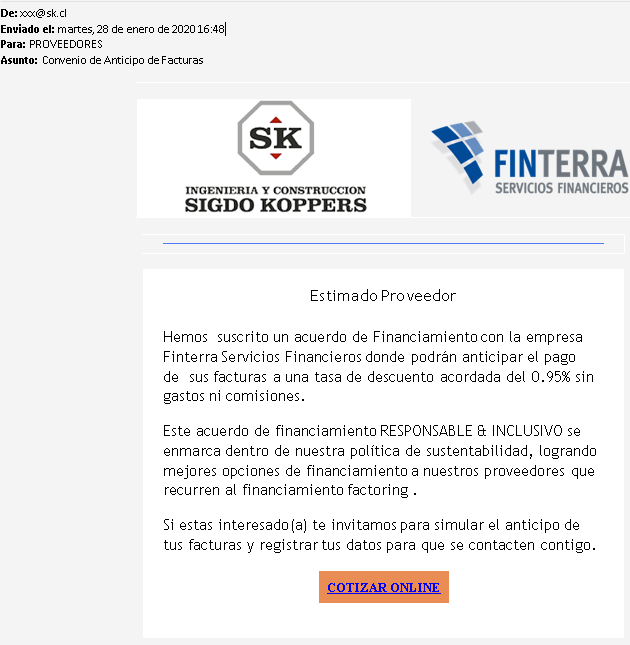 De: xxx@sk.cl
Enviado el: martes, 28 de enero de 2020 16:48
Para: PROVEEDORES
Asunto: Convenio de Anticipo de Facturas
SK
INGENIERIA Y CONSTRUCCION
SIGDO KOPPERS
FINTERRA
SERVICIOS FINANCIEROS
Estimado Proveedor
Hemos suscrito un acuerdo de Financiamiento con la empresa
Finterra Servicios Financieros donde podrán anticipar el pago
de sus facturas a una tasa de descuento acordada del 0.95% sin
gastos ni comisiones.
Este acuerdo de financiamiento RESPONSABLE & INCLUSIVO se
enmarca dentro de nuestra política de sustentabilidad, logrando
mejores opciones de financiamiento a nuestros proveedores que
recurren al financiamiento factoring .
Si estas interesado(a) te invitamos para simular el anticipo de
tus facturas y registrar tus datos para que se contacten contigo.
COTIZAR ONLINE